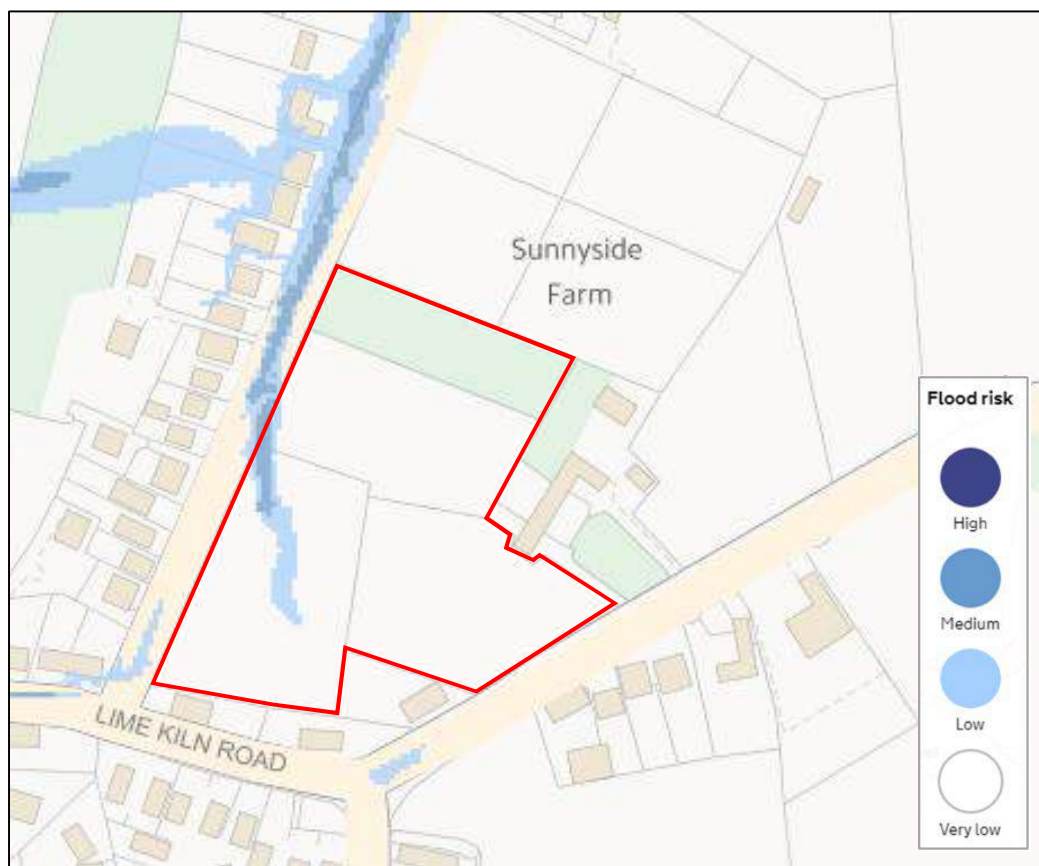 Sunnyside
Farm
Flood risk
High
Medium
Low
Very low
LIME KILN ROAD